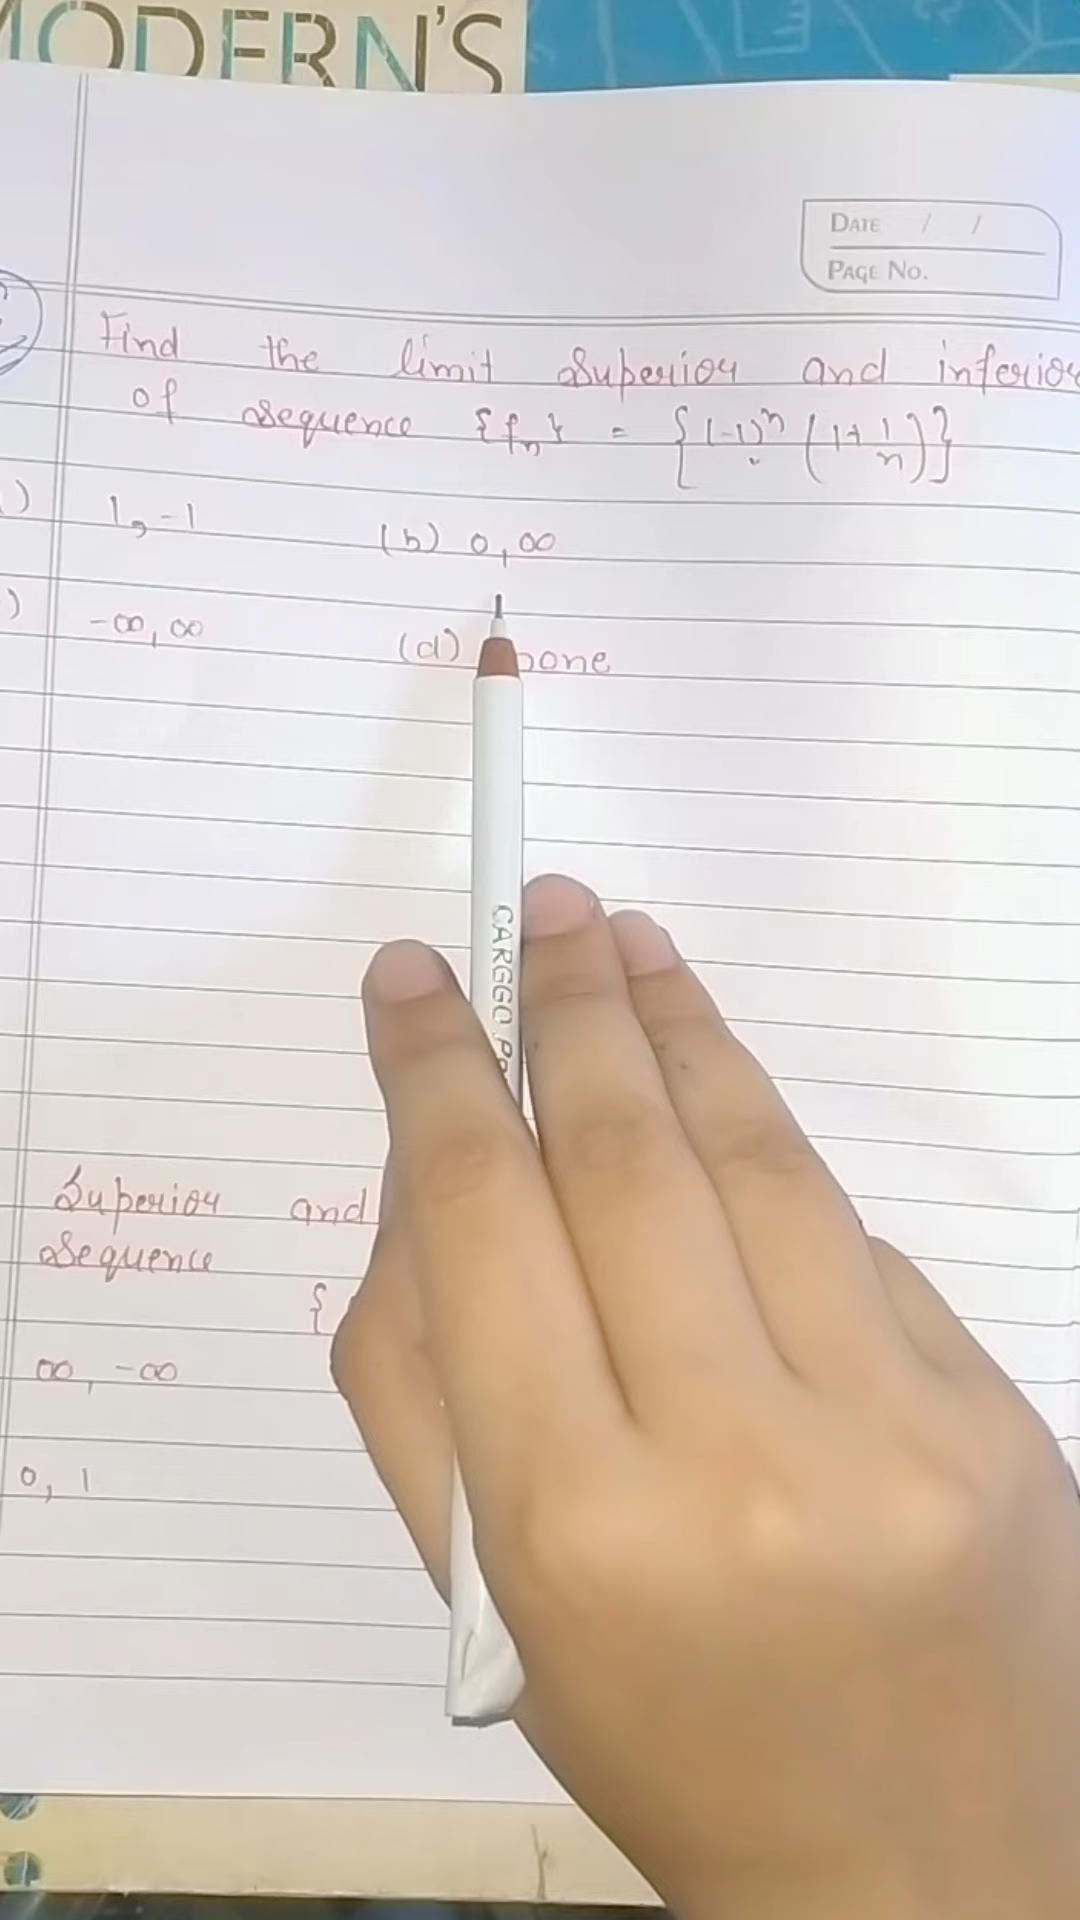 MODERN'S
DATE / /
PAGE NO.
Find the limit Superior and inferior
of sequence {fn} = {(-1)^n (1+1/n)}
) 1, -1 (b) 0, ∞
) -∞, ∞ (d) none
CARGGO
Superior and
Sequence
{
∞, -∞
0, 1